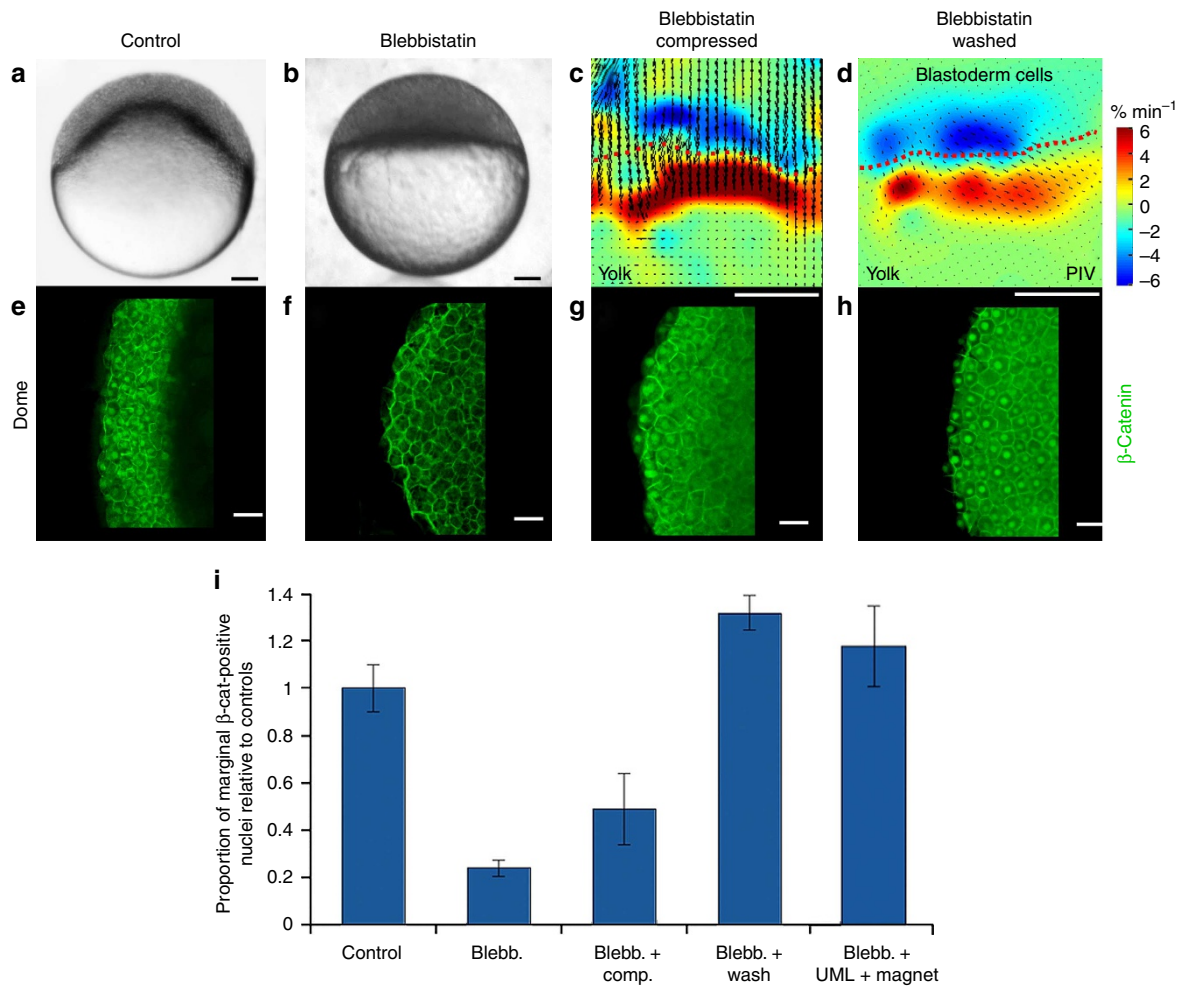 Control
Blebbistatin
Blebbistatin
compressed
Blebbistatin
washed
a
b
c
d
Blastoderm cells
Yolk
Yolk
PIV
% min⁻¹
6
4
2
0
−2
−4
−6
e
f
g
h
Dome
β-Catenin
i
Proportion of marginal β-cat-positive
nuclei relative to controls
1.4
1.2
1
0.8
0.6
0.4
0.2
0
Control
Blebb.
Blebb. +
comp.
Blebb. +
wash
Blebb. +
UML + magnet